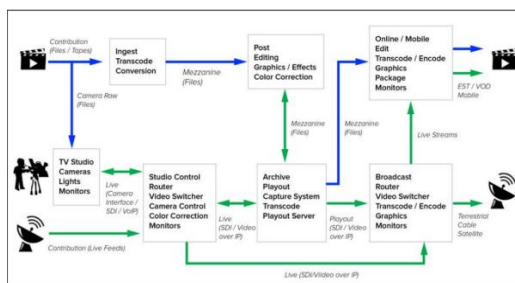 Contribution
(Files / Tapes)
Ingest
Transcode
Conversion
Mezzanine
(Files)
Post
Editing
Graphics / Effects
Color Correction
Online / Mobile
Edit
Transcode / Encode
Graphics
Package
Monitors
EST / VOD
Mobile
Camera Raw
(Files)
Mezzanine
(Files)
Mezzanine
(Files)
Live Streams
TV Studio
Cameras
Lights
Monitors
Live
(Camera
Interface /
SDI / VoIP)
Studio Control
Router
Video Switcher
Camera Control
Color Correction
Monitors
Live
(SDI / Video
over IP)
Archive
Playout
Capture System
Transcode
Playout Server
Playout
(SDI / Video
over IP)
Broadcast
Router
Video Switcher
Transcode / Encode
Graphics
Monitors
Terrestrial
Cable
Satellite
Contribution (Live Feeds)
Live (SDI/Video over IP)